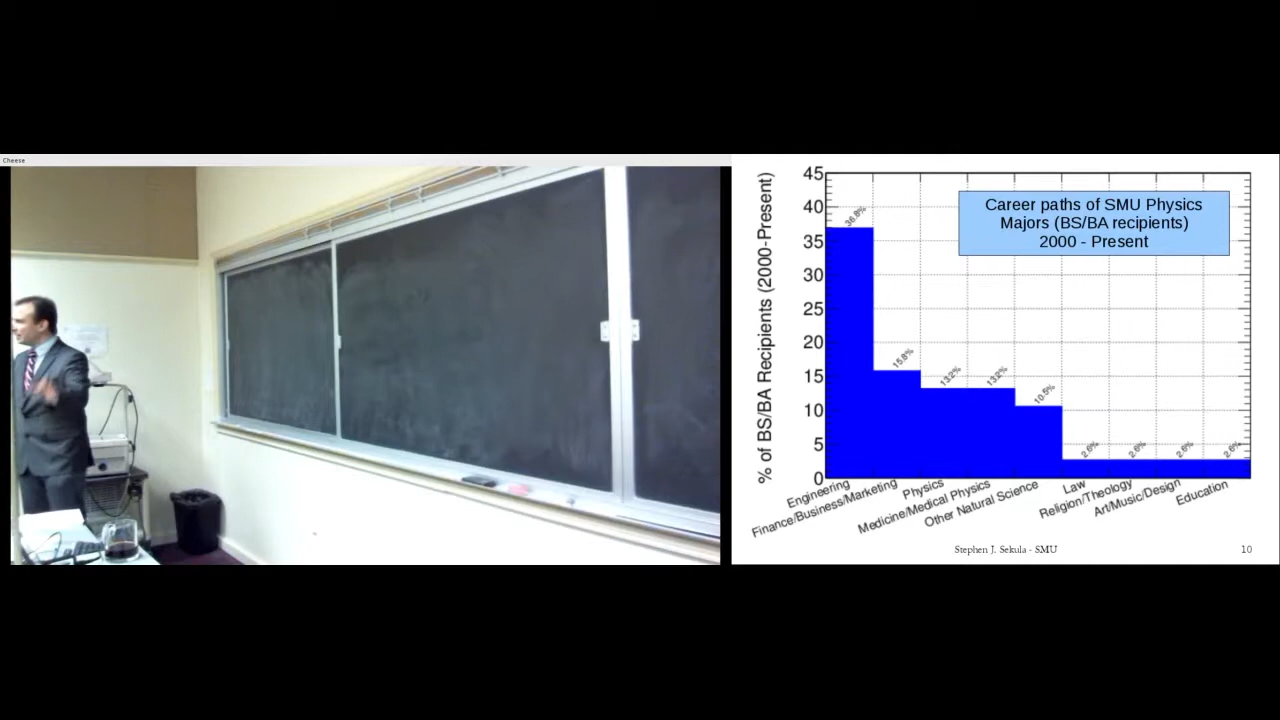 Cheese
% of BS/BA Recipients (2000-Present)
45
40
35
30
25
20
15
10
5
0
Career paths of SMU Physics
Majors (BS/BA recipients)
2000 - Present
36.8%
15.8%
13.2%
13.2%
10.5%
2.6%
2.6%
2.6%
2.6%
Engineering
Finance/Business/Marketing
Physics
Medicine/Medical Physics
Other Natural Science
Law
Religion/Theology
Art/Music/Design
Education
Stephen J. Sekula - SMU
10